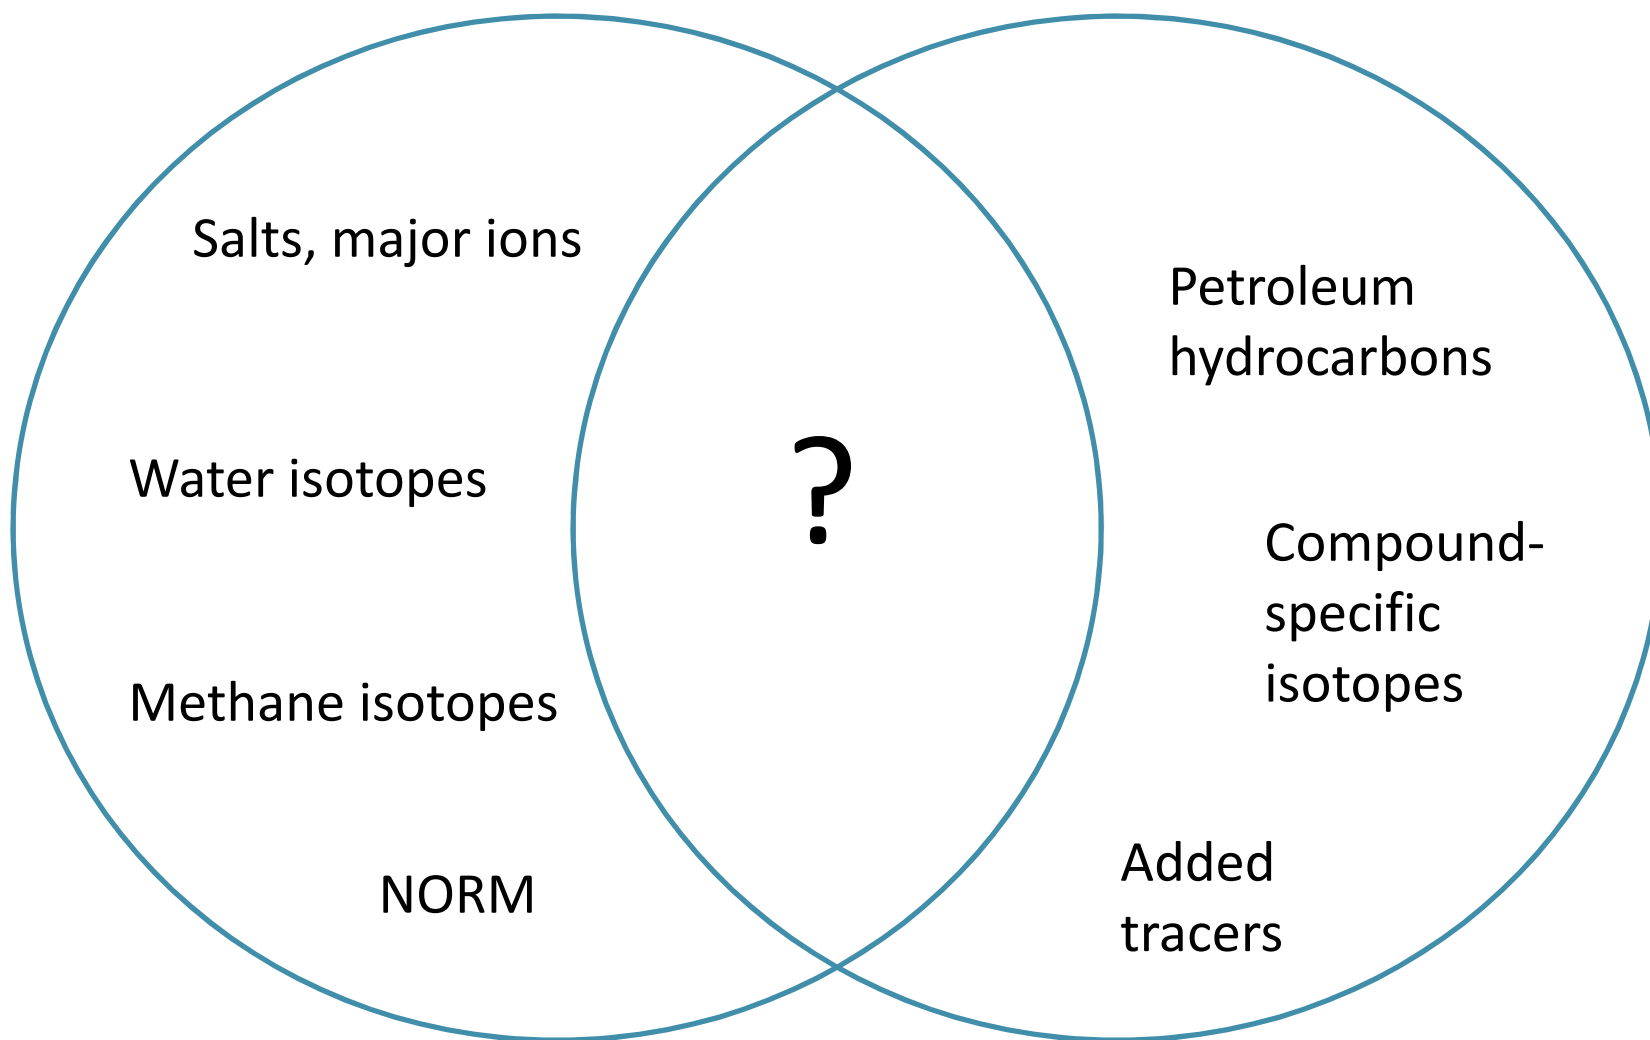 Salts, major ions
Water isotopes
Methane isotopes
NORM
?
Petroleum
hydrocarbons
Compound-
specific
isotopes
Added
tracers